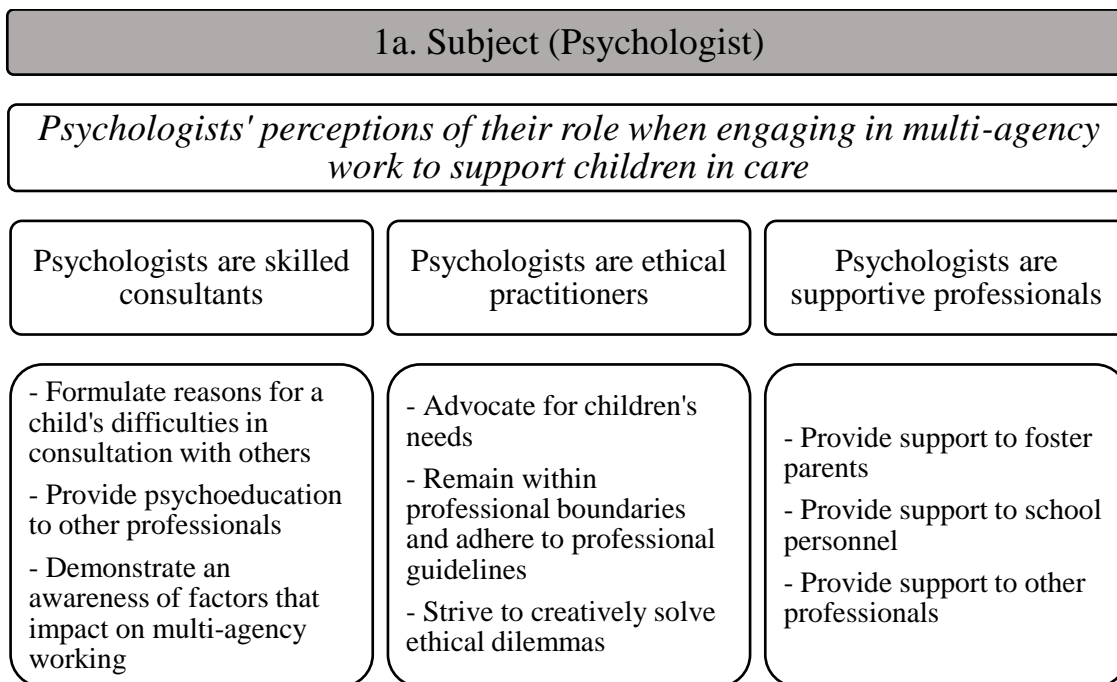 1a. Subject (Psychologist)
Psychologists' perceptions of their role when engaging in multi-agency
work to support children in care
Psychologists are skilled
consultants
- Formulate reasons for a
child's difficulties in
consultation with others
- Provide psychoeducation
to other professionals
- Demonstrate an
awareness of factors that
impact on multi-agency
working
Psychologists are ethical
practitioners
- Advocate for children's
needs
- Remain within
professional boundaries
and adhere to professional
guidelines
- Strive to creatively solve
ethical dilemmas
Psychologists are
supportive professionals
- Provide support to foster
parents
- Provide support to school
personnel
- Provide support to other
professionals